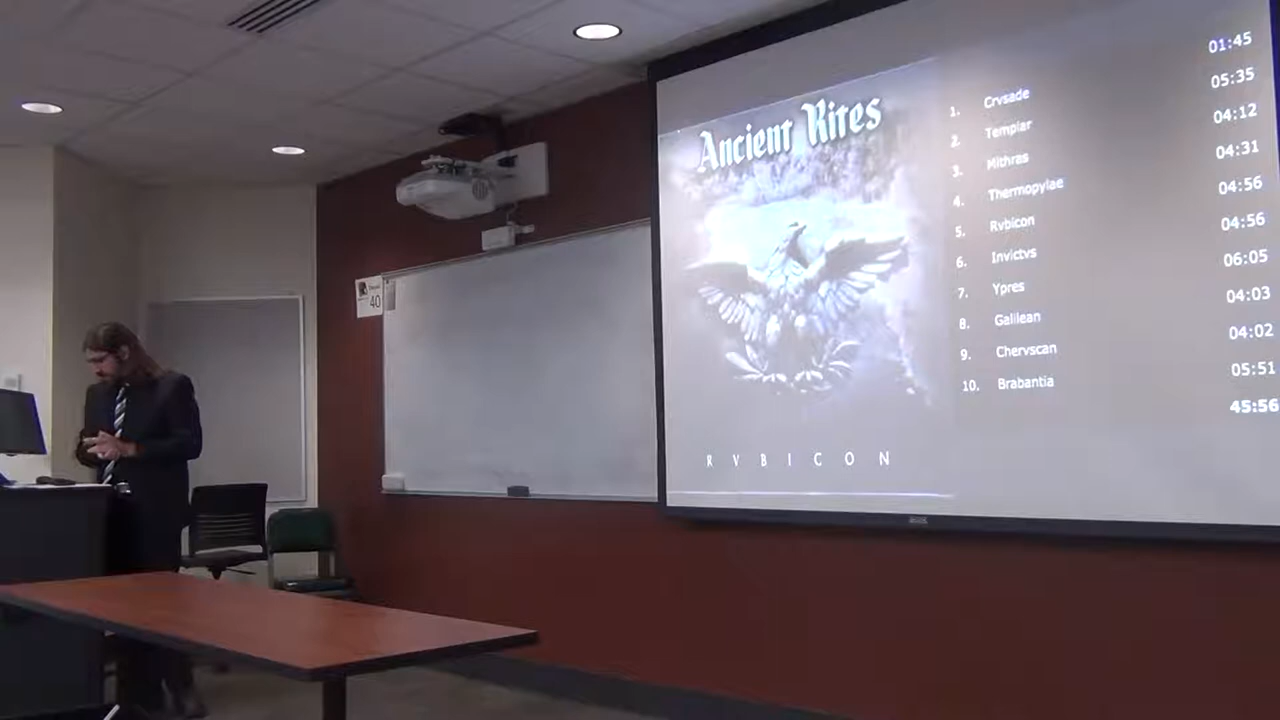 Ancient Rites
RVBICON
1. Crvsade 01:45
2. Templar 05:35
3. Mithras 04:12
4. Thermopylae 04:31
5. Rvbicon 04:56
6. Invictvs 04:56
7. Ypres 06:05
8. Galilean 04:03
9. Chervscan 04:02
10. Brabantia 05:51
45:56
40